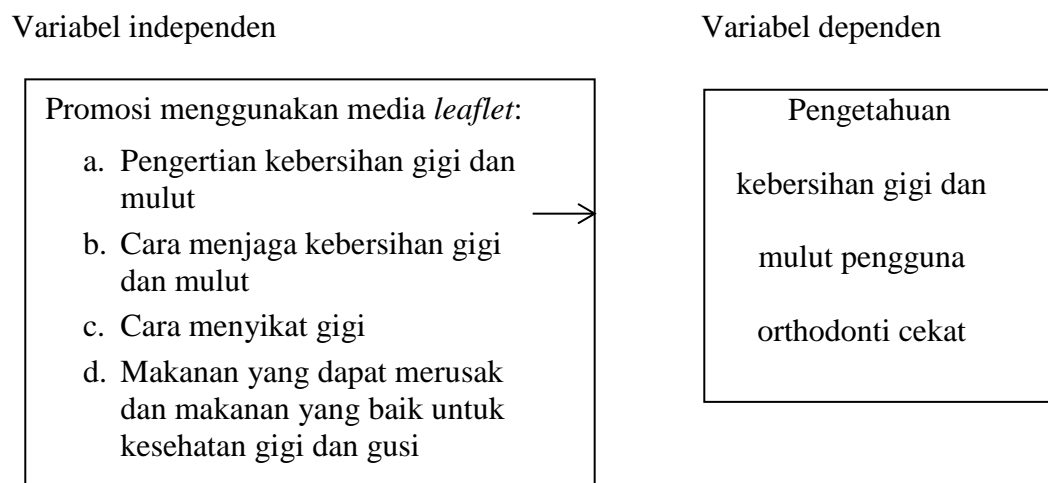 Variabel independen
Variabel dependen
Promosi menggunakan media leaflet:
a. Pengertian kebersihan gigi dan
mulut
b. Cara menjaga kebersihan gigi
dan mulut
c. Cara menyikat gigi
d. Makanan yang dapat merusak
dan makanan yang baik untuk
kesehatan gigi dan gusi
Pengetahuan
kebersihan gigi dan
mulut pengguna
orthodonti cekat